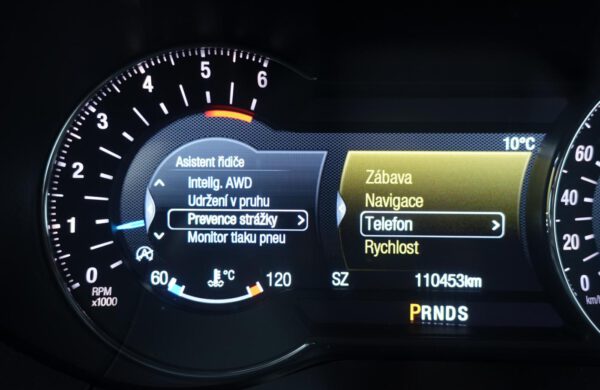 0
1
2
3
4
5
6
RPM
x1000
Asistent řidiče
Intelig. AWD
Udržení v pruhu
Prevence strážky
Monitor tlaku pneu
60 °C 120
10°C
Zábava
Navigace
Telefon
Rychlost
SZ 110453km
PRNDS
60
40
20
0
km/h